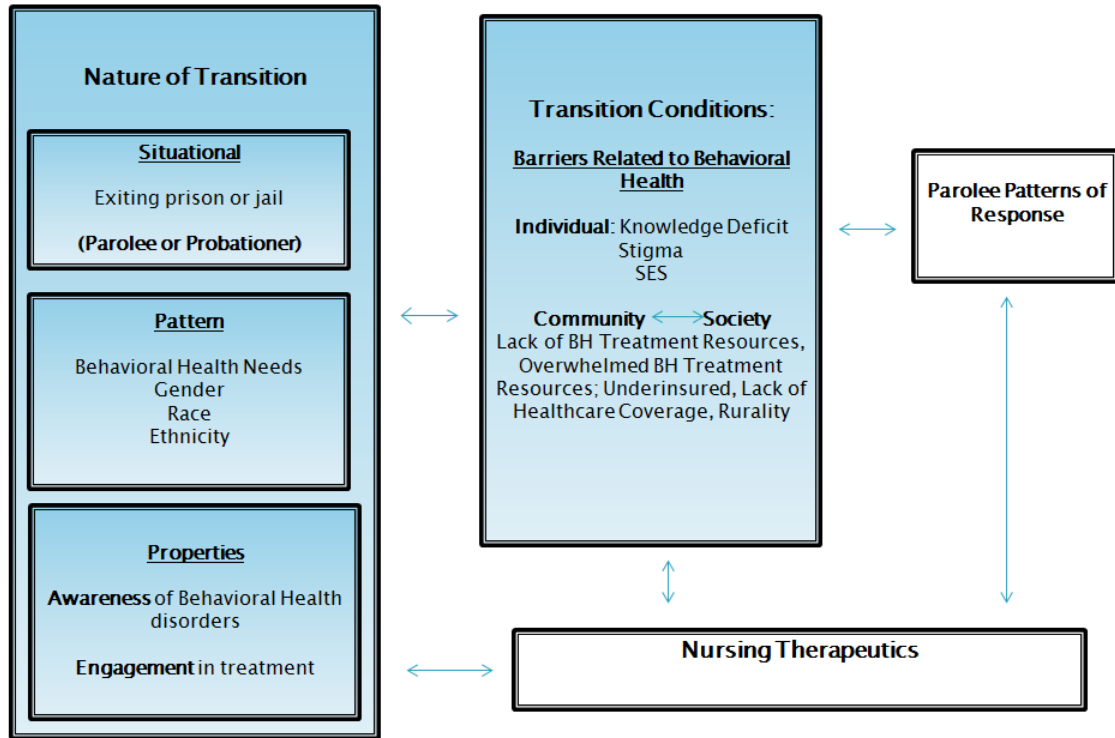 Nature of Transition
Situational
Exiting prison or jail
(Parolee or Probationer)
Pattern
Behavioral Health Needs
Gender
Race
Ethnicity
Properties
Awareness of Behavioral Health
disorders
Engagement in treatment
Transition Conditions:
Barriers Related to Behavioral
Health
Individual: Knowledge Deficit
Stigma
SES
Community Society
Lack of BH Treatment Resources,
Overwhelmed BH Treatment
Resources; Underinsured, Lack of
Healthcare Coverage, Rurality
Parolee Patterns of
Response
Nursing Therapeutics